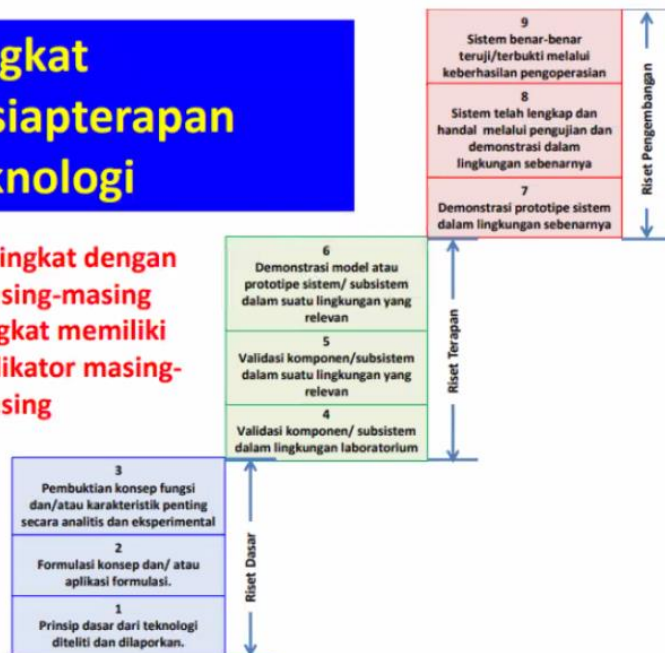 gkat
siapterapan
knologi
ingkat dengan
sing-masing
gkat memiliki
likator masing-
sing
9
Sistem benar-benar
teruji/terbukti melalui
keberhasilan pengoperasian
8
Sistem telah lengkap dan
handal melalui pengujian dan
demonstrasi dalam
lingkungan sebenarnya
7
Demonstrasi prototipe sistem
dalam lingkungan sebenarnya
Riset Pengembangan
6
Demonstrasi model atau
prototipe sistem/ subsistem
dalam suatu lingkungan yang
relevan
5
Validasi komponen/subsistem
dalam suatu lingkungan yang
relevan
4
Validasi komponen/ subsistem
dalam lingkungan laboratorium
Riset Terapan
3
Pembuktian konsep fungsi
dan/atau karakteristik penting
secara analitis dan eksperimental
2
Formulasi konsep dan/ atau
aplikasi formulasi.
1
Prinsip dasar dari teknologi
diteliti dan dilaporkan.
Riset Dasar